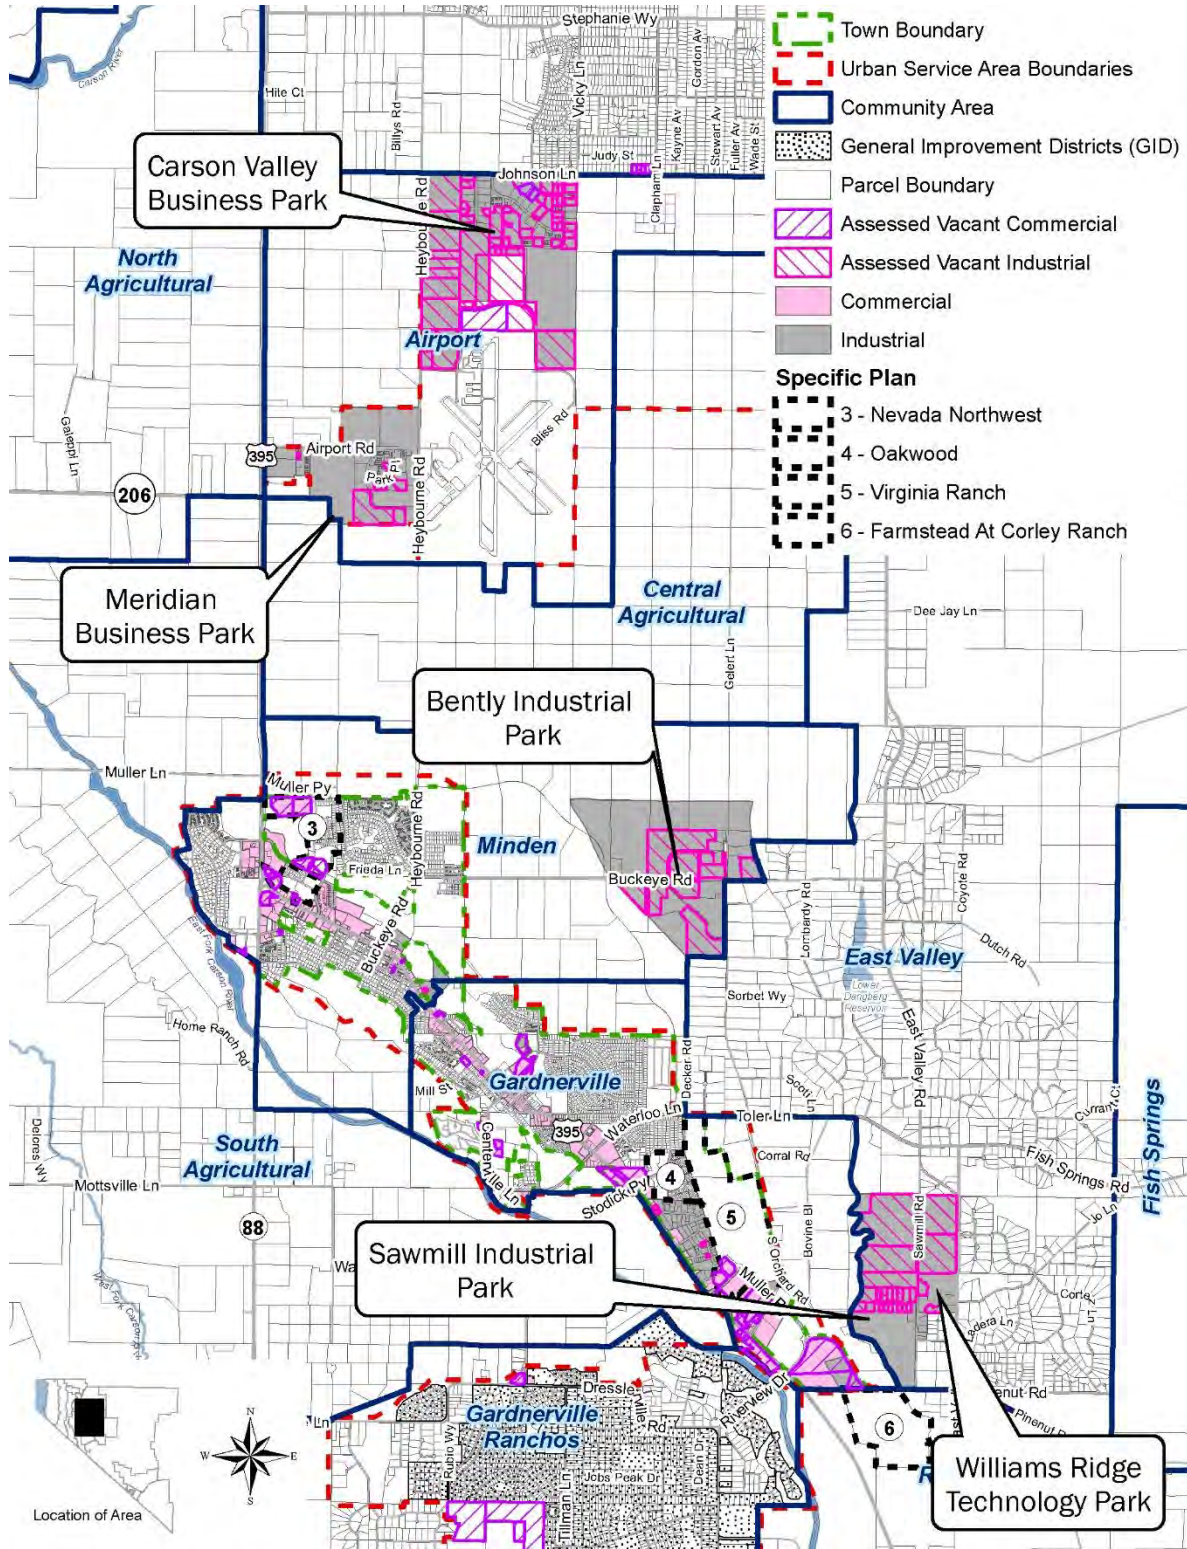 Stephanie Wy
Carson River
Hite Ct
Billys Rd
Vicky Ln
Gordon Av
Kayne Av
Stewart Av
Fuller Av
Wade St
Judy St
Clapham Ln
Johnson Ln
Carson Valley
Business Park
Heybourne Rd
North
Agricultural
Airport
Galeppi Ln
395
Airport Rd
Park Pl
Bliss Rd
206
Heybourne Rd
Meridian
Business Park
Central
Agricultural
Dee Jay Ln
Gelert Ln
Bently Industrial
Park
Muller Ln
Muller Py
3
Heybourne Rd
Minden
Frieda Ln
Buckeye Rd
Buckeye Rd
Lombardy Rd
Coyote Rd
Dutch Rd
East Valley
Lower
Dangberg
Reservoir
East Fork Carson River
Sorbet Wy
East Valley Rd
Home Ranch Rd
Decker Rd
Mill St
Gardnerville
Scott Ln
Waterloo Ln
Toler Ln
395
Centerville Ln
Corral Rd
Fish Springs Rd
Fish Springs
Dolores Wy
South
Agricultural
Mottsville Ln
4
Stodick Py
Jo Ln
88
5
Bovine Bl
Sawmill Rd
Sawmill Industrial
Park
S Orchard Rd
Ledera Ln
Dressler
Riverview Dr
Gardnerville
Ranchos
Rubio Wy
6
Jobs Peak Dr
Tillman Ln
Williams Ridge
Technology Park
N
W
E
S
Location of Area
Town Boundary
Urban Service Area Boundaries
Community Area
General Improvement Districts (GID)
Parcel Boundary
Assessed Vacant Commercial
Assessed Vacant Industrial
Commercial
Industrial
Specific Plan
3 - Nevada Northwest
4 - Oakwood
5 - Virginia Ranch
6 - Farmstead At Corley Ranch